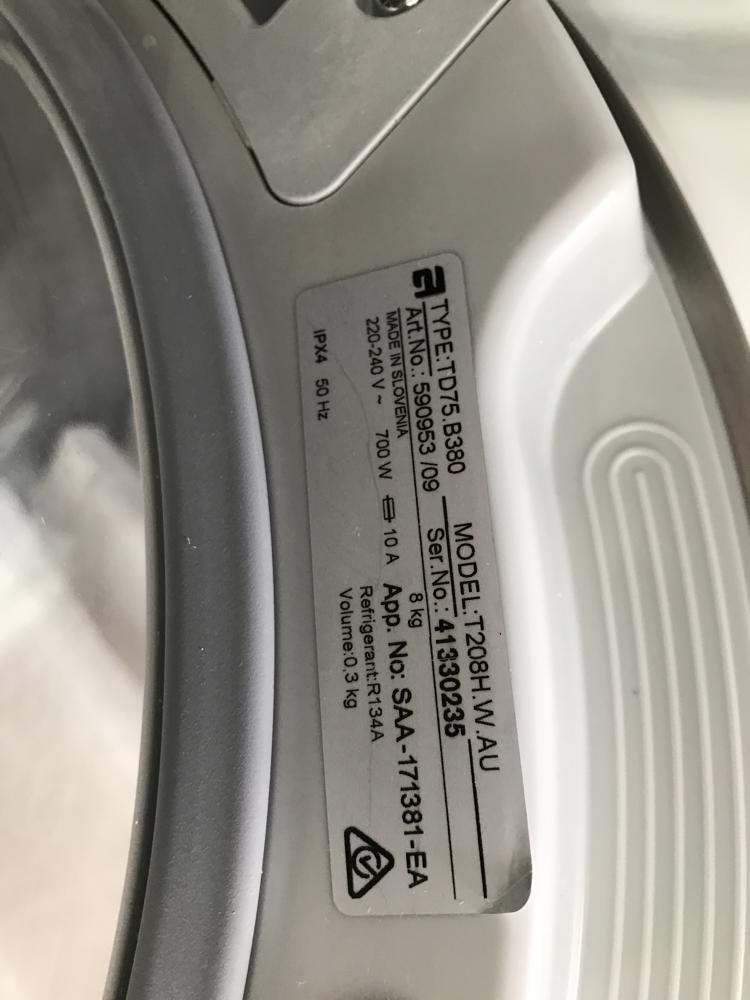 TYPE:TD75.B380 MODEL:T208H.W.AU
Art.No.: 590953 /09 Ser.No.: 41330235
MADE IN SLOVENIA 8 kg
220-240 V ~ 700 W 10 A App. No: SAA-171381-EA
Refrigerant:R134A
IPX4 50 Hz Volume:0,3 kg